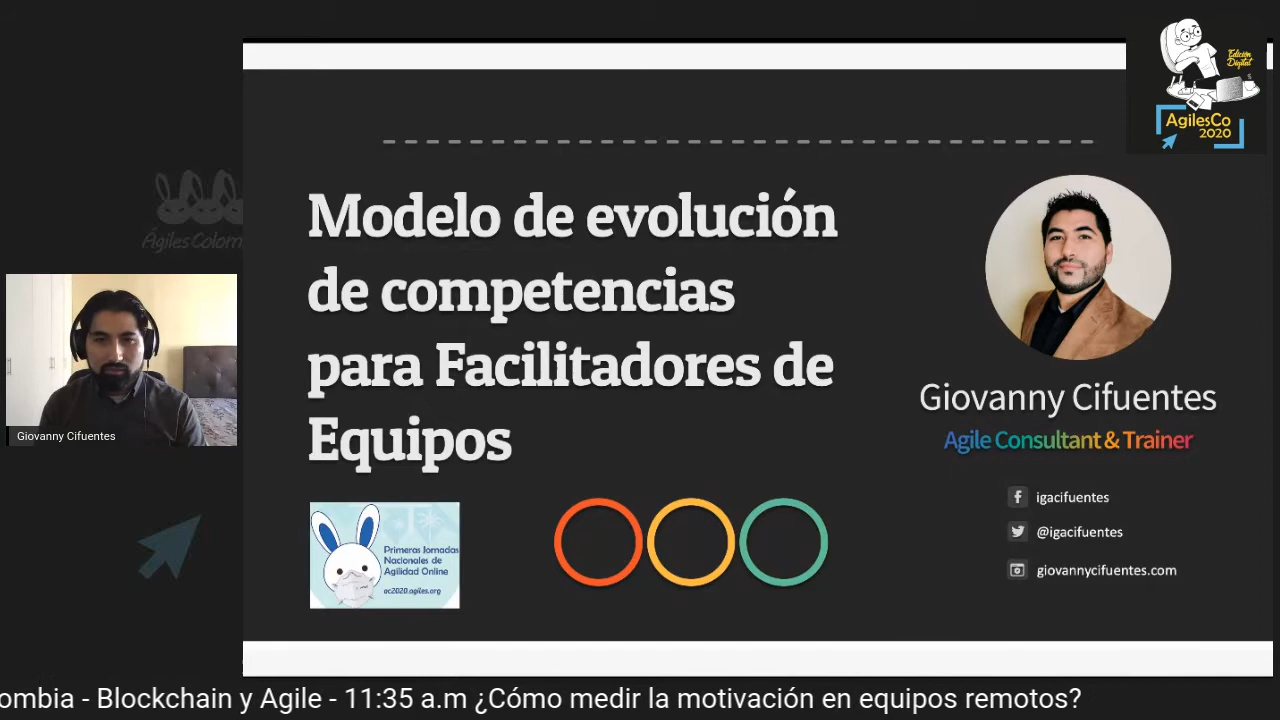 Edición
Digital
AgilesCo
2020
Modelo de evolución
de competencias
para Facilitadores de
Equipos
ÁgilesColom
Giovanny Cifuentes
Giovanny Cifuentes
Agile Consultant & Trainer
igacifuentes
@igacifuentes
giovannycifuentes.com
Primeras Jornadas
Nacionales de
Agilidad Online
ac2020.agiles.org
ombia - Blockchain y Agile - 11:35 a.m ¿Cómo medir la motivación en equipos remotos?